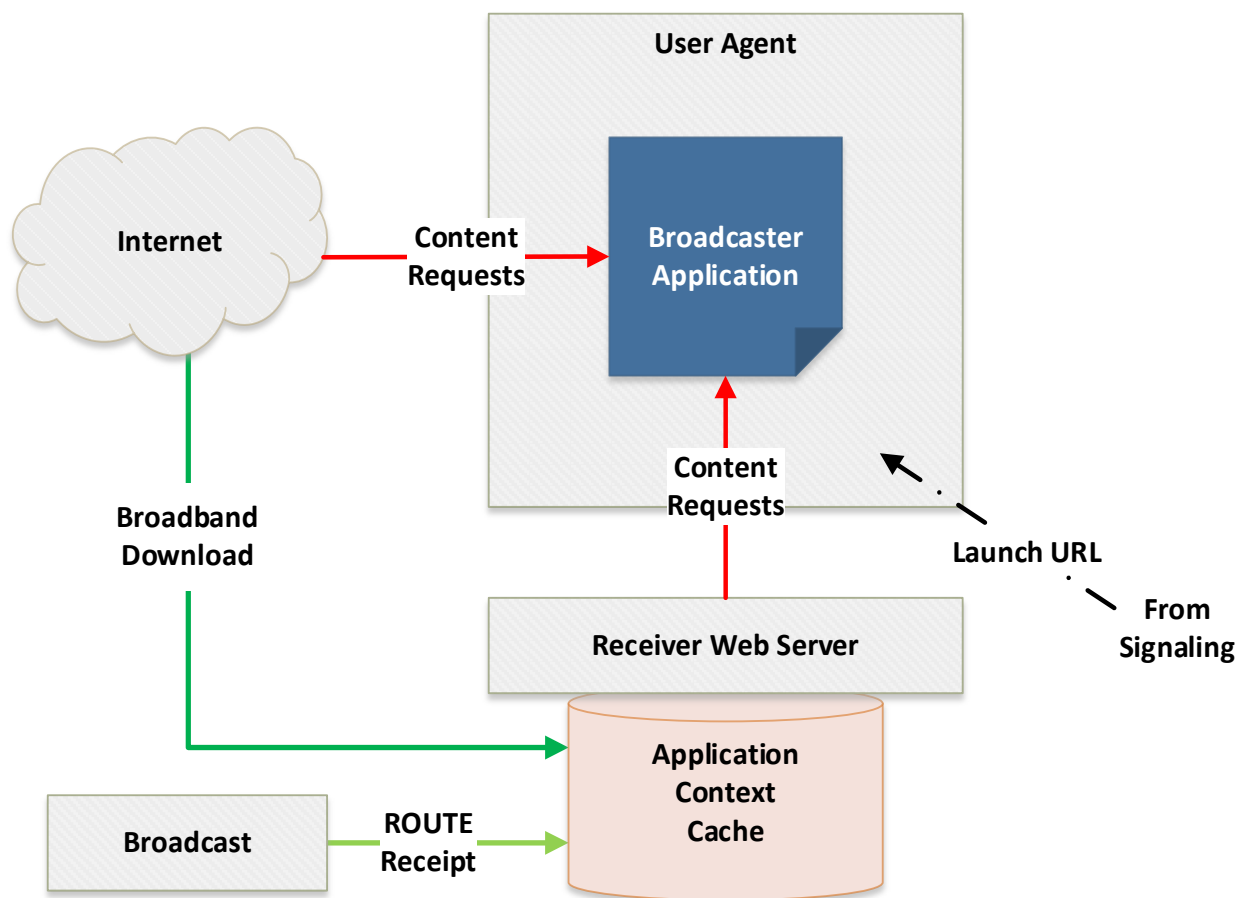 User Agent
Internet
Content
Requests
Broadcaster
Application
Content
Requests
Broadband
Download
Launch URL
From
Signaling
Receiver Web Server
Application
Context
Cache
Broadcast
ROUTE
Receipt